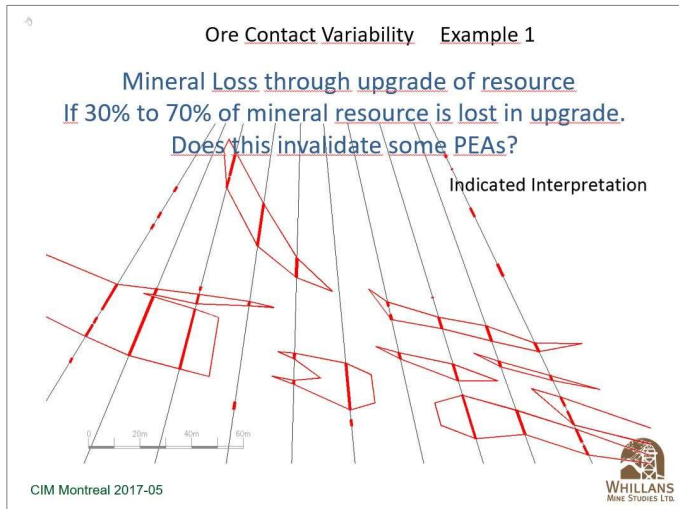 Ore Contact Variability Example 1
Mineral Loss through upgrade of resource
If 30% to 70% of mineral resource is lost in upgrade.
Does this invalidate some PEAs?
Indicated Interpretation
0 20m 40m 60m
CIM Montreal 2017-05
WHILLANS
MINE STUDIES LTD.